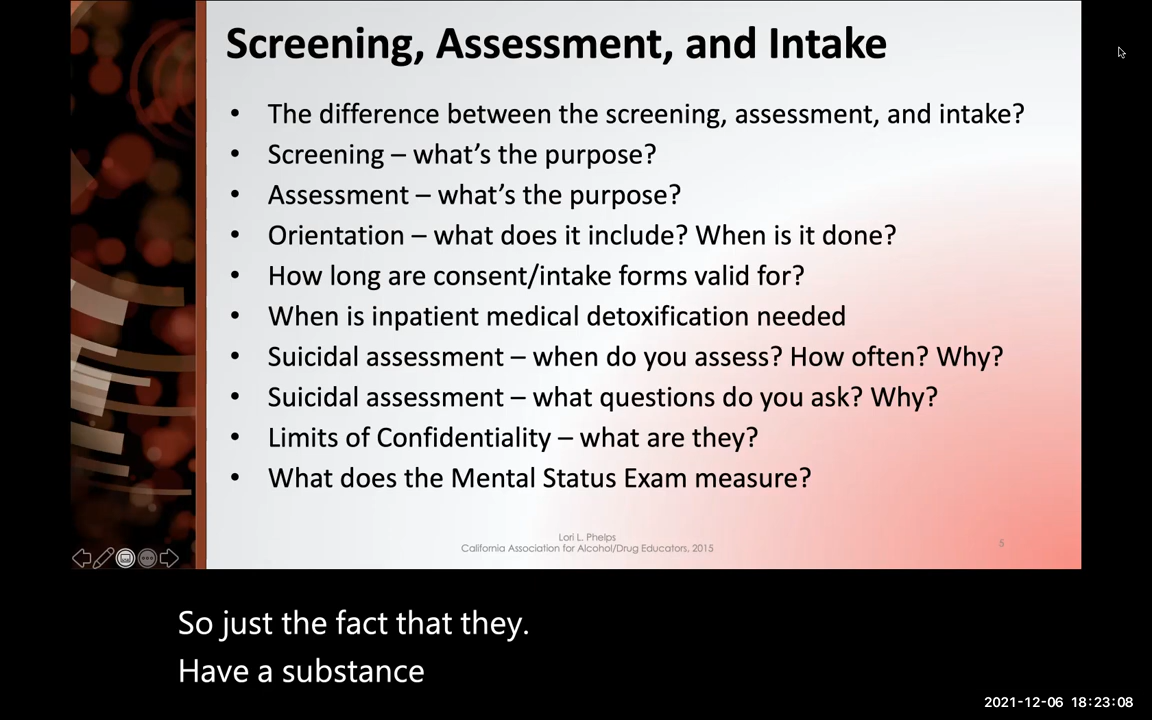 Screening, Assessment, and Intake
• The difference between the screening, assessment, and intake?
• Screening – what's the purpose?
• Assessment – what's the purpose?
• Orientation – what does it include? When is it done?
• How long are consent/intake forms valid for?
• When is inpatient medical detoxification needed
• Suicidal assessment – when do you assess? How often? Why?
• Suicidal assessment – what questions do you ask? Why?
• Limits of Confidentiality – what are they?
• What does the Mental Status Exam measure?
Lori L. Phelps
California Association for Alcohol/Drug Educators, 2015
5
So just the fact that they.
Have a substance
2021-12-06 18:23:08